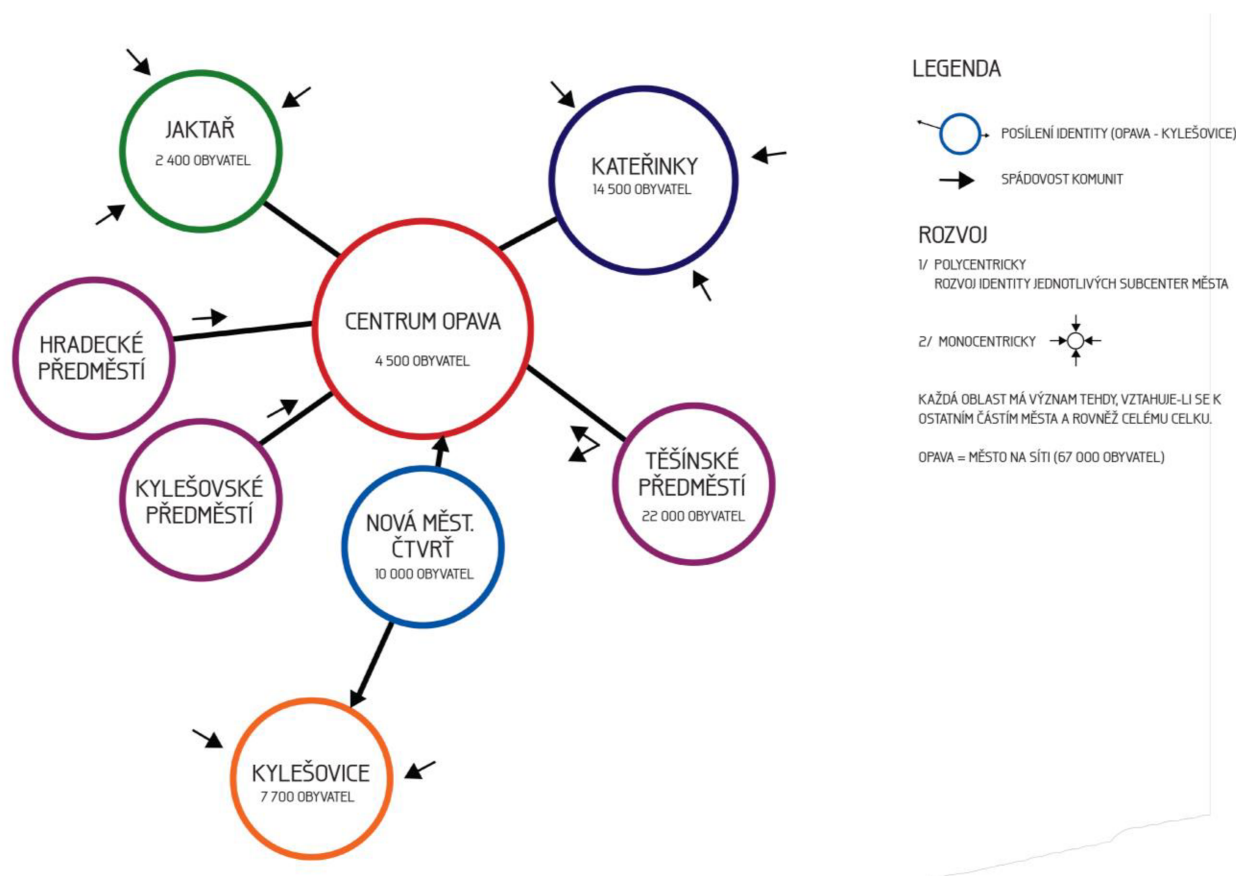 JAKTAŘ
2 400 OBYVATEL
KATEŘINKY
14 500 OBYVATEL
CENTRUM OPAVA
4 500 OBYVATEL
HRADECKÉ
PŘEDMĚSTÍ
KYLEŠOVSKÉ
PŘEDMĚSTÍ
NOVÁ MĚST.
ČTVRŤ
10 000 OBYVATEL
TĚŠÍNSKÉ
PŘEDMĚSTÍ
22 000 OBYVATEL
KYLEŠOVICE
7 700 OBYVATEL
LEGENDA
POSÍLENÍ IDENTITY (OPAVA - KYLEŠOVICE)
SPÁDOVOST KOMUNIT
ROZVOJ
1/ POLYCENTRICKY
ROZVOJ IDENTITY JEDNOTLIVÝCH SUBCENTER MĚSTA
2/ MONOCENTRICKY
KAŽDÁ OBLAST MÁ VÝZNAM TEHDY, VZTAHUJE-LI SE K
OSTATNÍM ČÁSTÍM MĚSTA A ROVNĚŽ CELÉMU CELKU.
OPAVA = MĚSTO NA SÍTI (67 000 OBYVATEL)